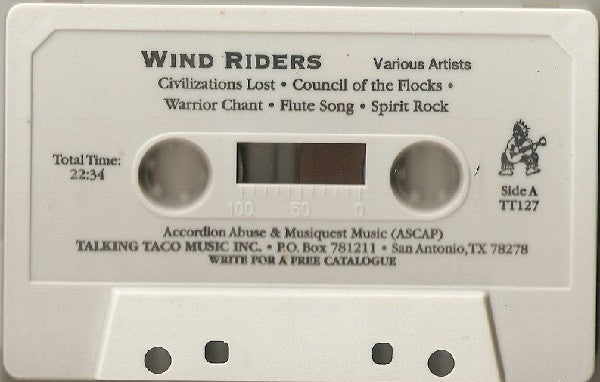 WIND RIDERS Various Artists
Civilizations Lost • Council of the Flocks •
Warrior Chant • Flute Song • Spirit Rock
Total Time:
22:34
100 50 0
Side A
TT127
Accordion Abuse & Musiquest Music (ASCAP)
TALKING TACO MUSIC INC. • P.O. Box 781211 • San Antonio,TX 78278
WRITE FOR A FREE CATALOGUE